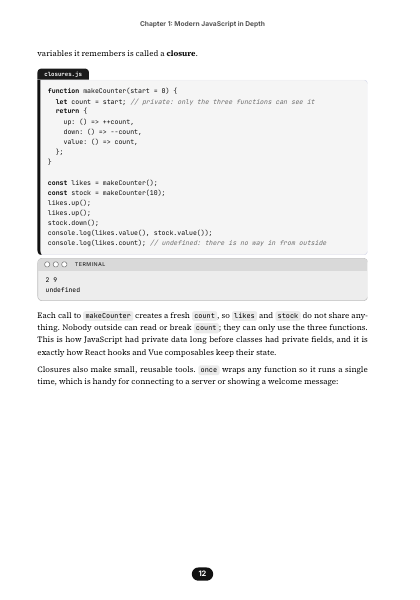 Chapter 1: Modern JavaScript in Depth
variables it remembers is called a closure.
closures.js
function makeCounter(start = 0) {
  let count = start; // private: only the three functions can see it
  return {
    up: () => ++count,
    down: () => --count,
    value: () => count,
  };
}

const likes = makeCounter();
const stock = makeCounter(10);
likes.up();
likes.up();
stock.down();
console.log(likes.value(), stock.value());
console.log(likes.count); // undefined: there is no way in from outside
TERMINAL
2 9
undefined
Each call to makeCounter creates a fresh count, so likes and stock do not share any-
thing. Nobody outside can read or break count; they can only use the three functions.
This is how JavaScript had private data long before classes had private fields, and it is
exactly how React hooks and Vue composables keep their state.
Closures also make small, reusable tools. once wraps any function so it runs a single
time, which is handy for connecting to a server or showing a welcome message:
12